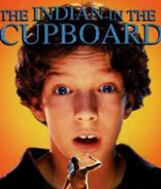 THE INDIAN IN THE
CUPBOARD